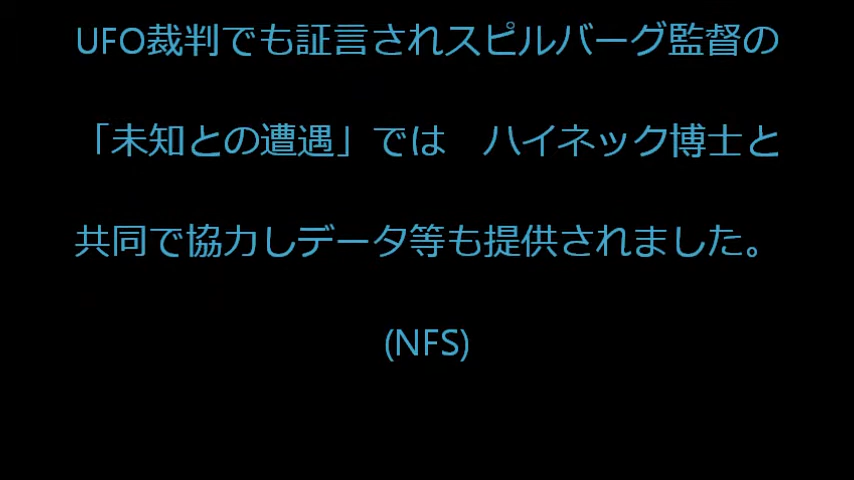 UFO裁判でも証言されスピルバーグ監督の
「未知との遭遇」では　ハイネック博士と
共同で協力しデータ等も提供されました。
(NFS)